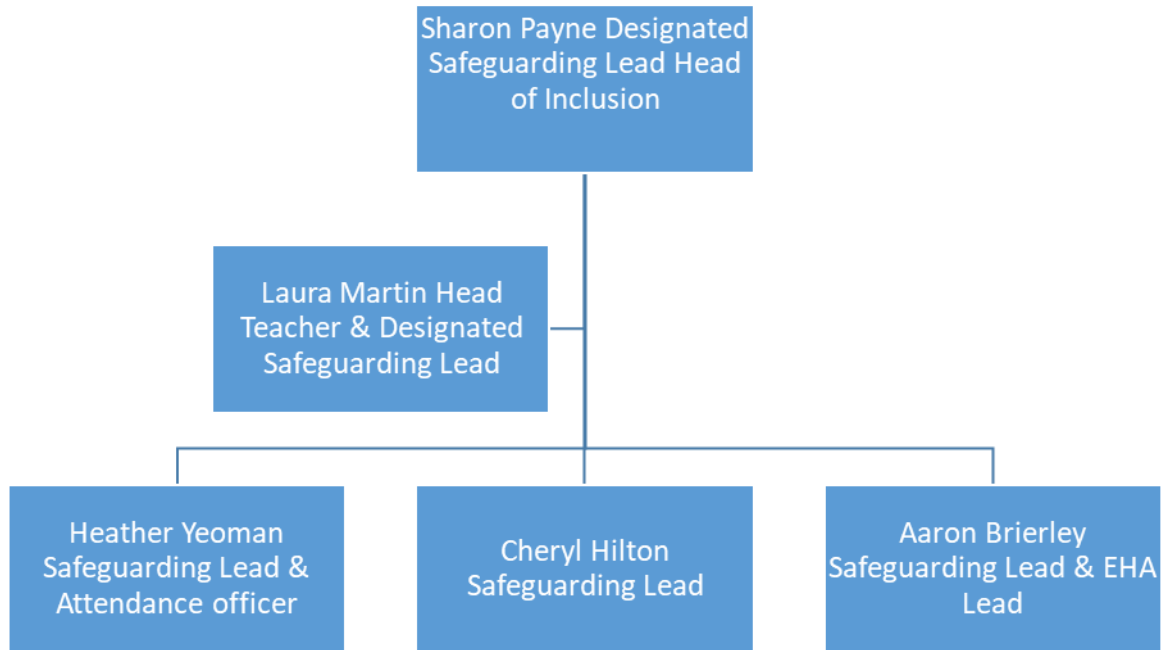 Sharon Payne Designated
Safeguarding Lead Head
of Inclusion
Laura Martin Head
Teacher & Designated
Safeguarding Lead
Heather Yeoman
Safeguarding Lead &
Attendance officer
Cheryl Hilton
Safeguarding Lead
Aaron Brierley
Safeguarding Lead & EHA
Lead